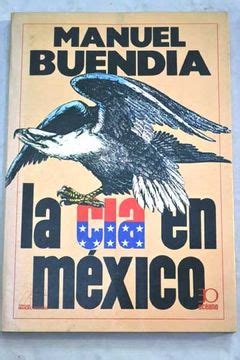 MANUEL
BUENDIA
la cia en
méxico
océano